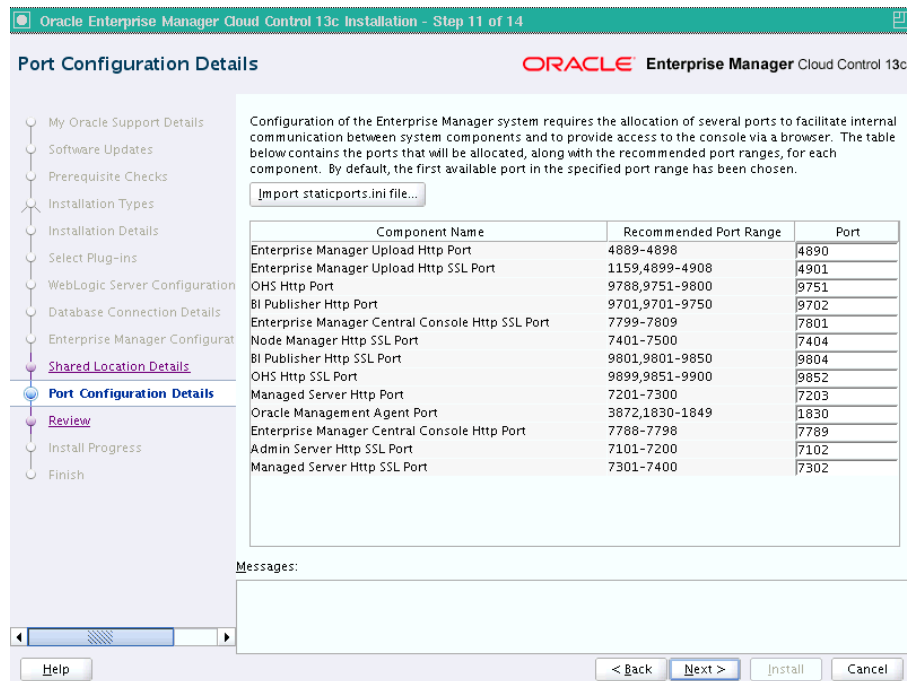 Oracle Enterprise Manager Cloud Control 13c Installation - Step 11 of 14
Port Configuration Details
ORACLE Enterprise Manager Cloud Control 13c
My Oracle Support Details
Software Updates
Prerequisite Checks
Installation Types
Installation Details
Select Plug-ins
WebLogic Server Configuration
Database Connection Details
Enterprise Manager Configurat
Shared Location Details
Port Configuration Details
Review
Install Progress
Finish
Configuration of the Enterprise Manager system requires the allocation of several ports to facilitate internal
communication between system components and to provide access to the console via a browser. The table
below contains the ports that will be allocated, along with the recommended port ranges, for each
component. By default, the first available port in the specified port range has been chosen.
Import staticports.ini file...
Component Name Recommended Port Range Port
Enterprise Manager Upload Http Port 4889-4898 4890
Enterprise Manager Upload Http SSL Port 1159,4899-4908 4901
OHS Http Port 9788,9751-9800 9751
BI Publisher Http Port 9701,9701-9750 9702
Enterprise Manager Central Console Http SSL Port 7799-7809 7801
Node Manager Http SSL Port 7401-7500 7404
BI Publisher Http SSL Port 9801,9801-9850 9804
OHS Http SSL Port 9899,9851-9900 9852
Managed Server Http Port 7201-7300 7203
Oracle Management Agent Port 3872,1830-1849 1830
Enterprise Manager Central Console Http Port 7788-7798 7789
Admin Server Http SSL Port 7101-7200 7102
Managed Server Http SSL Port 7301-7400 7302
Messages:
Help
< Back Next > Install Cancel